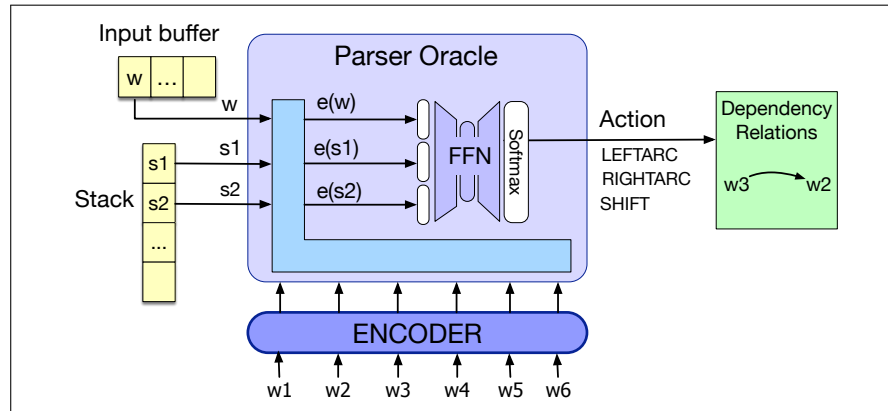 Input buffer
w ...
w
Stack
s1
s2
...
s1
s2
Parser Oracle
e(w)
e(s1)
e(s2)
FFN
Softmax
Action
LEFTARC
RIGHTARC
SHIFT
Dependency
Relations
w3 w2
ENCODER
w1 w2 w3 w4 w5 w6